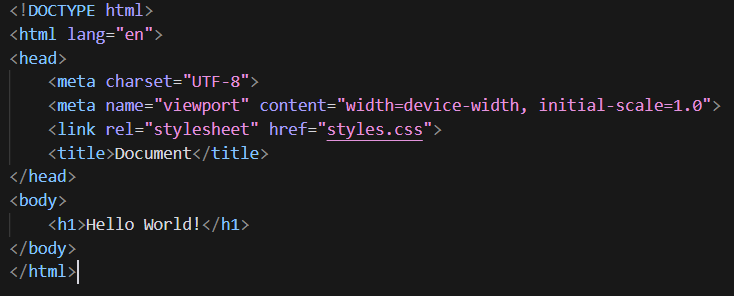 <!DOCTYPE html>
<html lang="en">
<head>
    <meta charset="UTF-8">
    <meta name="viewport" content="width=device-width, initial-scale=1.0">
    <link rel="stylesheet" href="styles.css">
    <title>Document</title>
</head>
<body>
    <h1>Hello World!</h1>
</body>
</html>